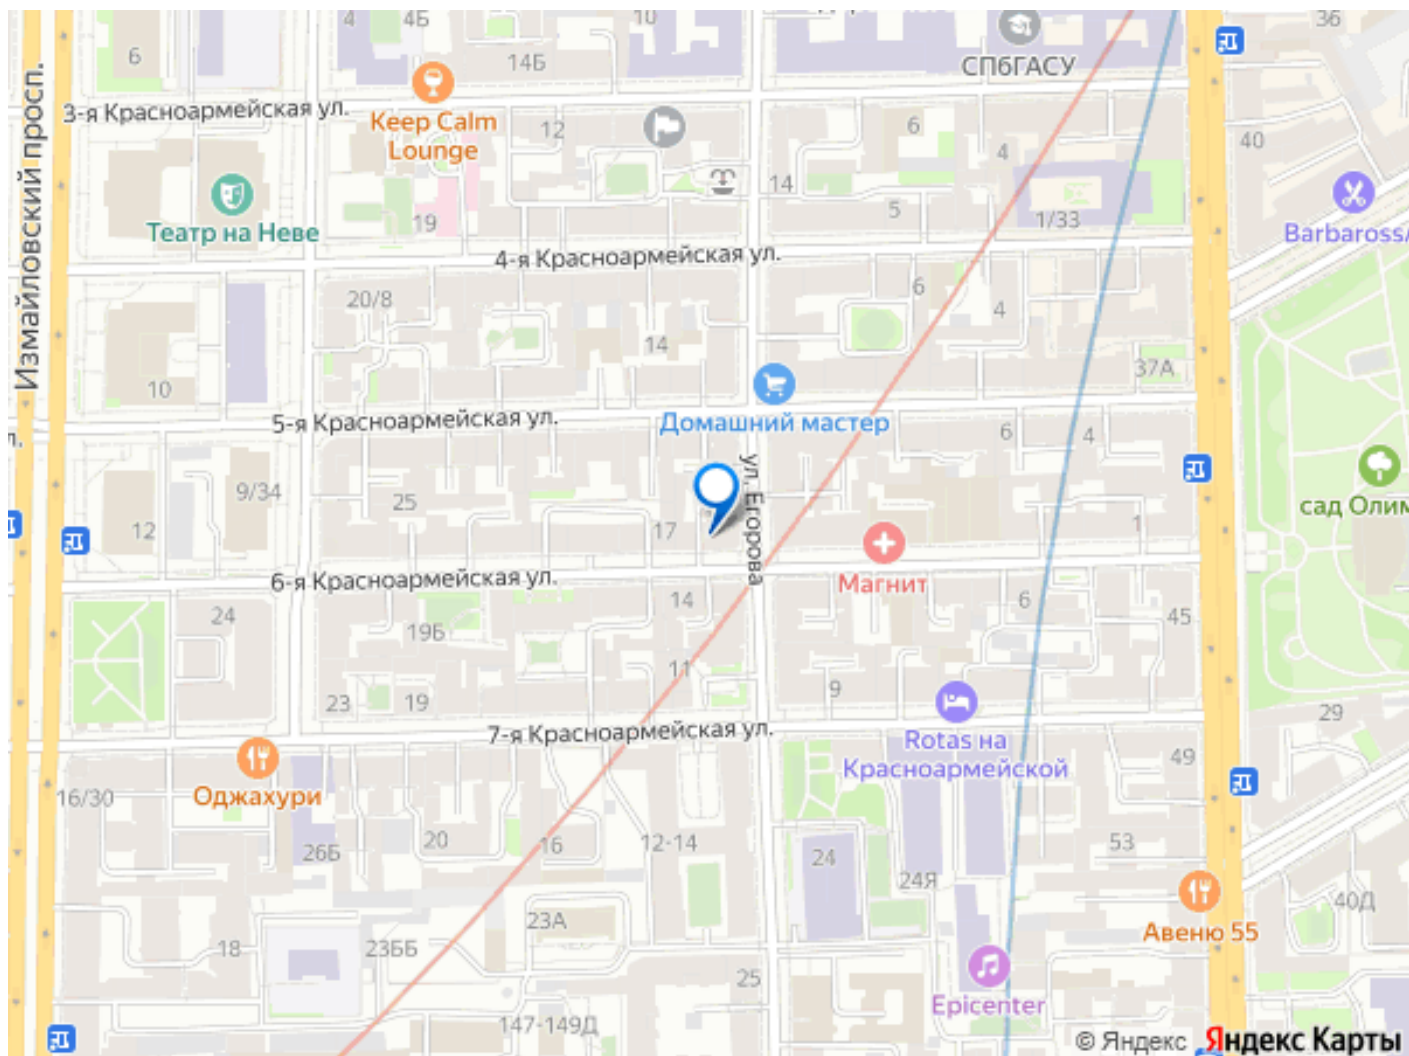 4
4Б
10
36
6
14Б
СПбГАСУ
3-я Красноармейская ул.
Keep Calm
Lounge
12
6
4
40
Измайловский просп.
Театр на Неве
19
14
5
1/33
Barbaross
4-я Красноармейская ул.
20/8
14
6
4
37А
10
5-я Красноармейская ул.
Домашний мастер
6
4
9/34
25
ул. Егорова
сад Олим
12
17
1
6-я Красноармейская ул.
Магнит
24
19Б
14
6
45
11
23
19
9
29
7-я Красноармейская ул.
Rotas на
Красноармейской
49
Оджахури
16/30
26Б
20
16
12-14
24
24Я
53
40Д
Авеню 55
18
23ББ
23А
25
Epicenter
147-149Д
© Яндекс Яндекс Карты